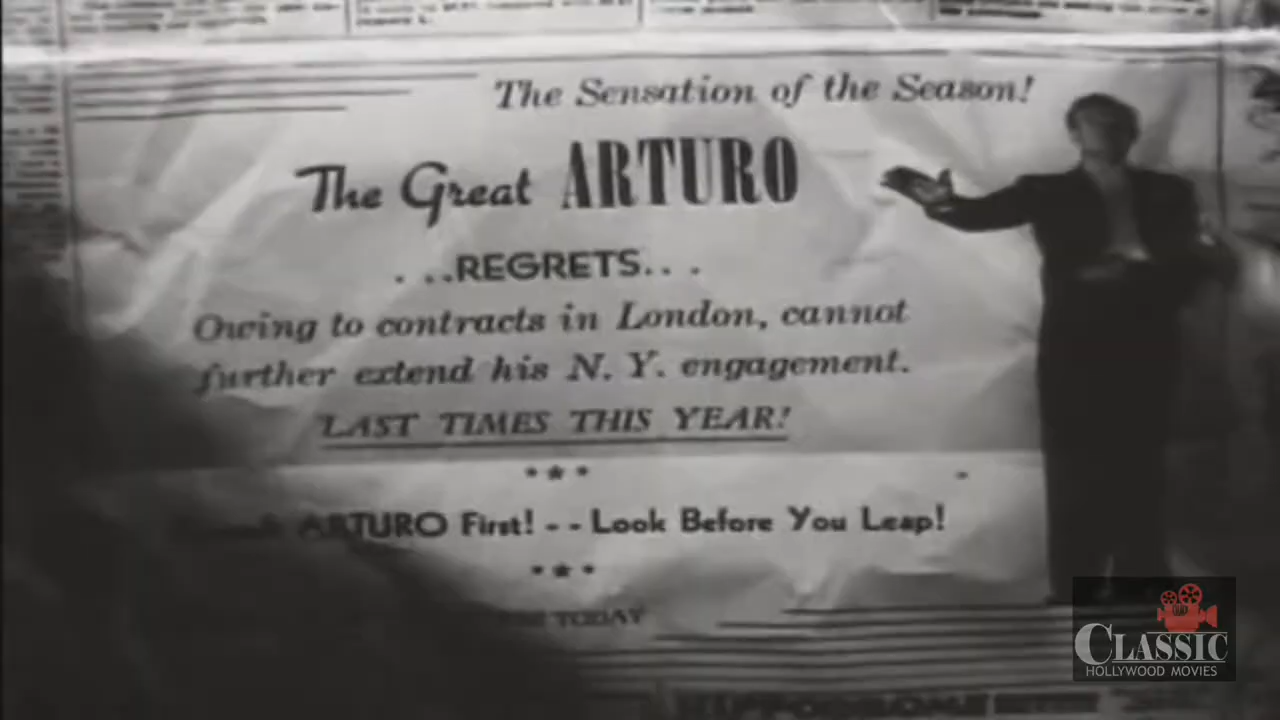 The Sensation of the Season!
The Great ARTURO
. ..REGRETS.. .
Owing to contracts in London, cannot
further extend his N. Y. engagement.
LAST TIMES THIS YEAR!
* * *
ARTURO First! - - Look Before You Leap!
* * *
TODAY
CLASSIC
HOLLYWOOD MOVIES